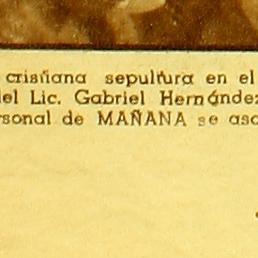 cristiana sepultura en el
del Lic. Gabriel Hernández
rsonal de MAÑANA se aso